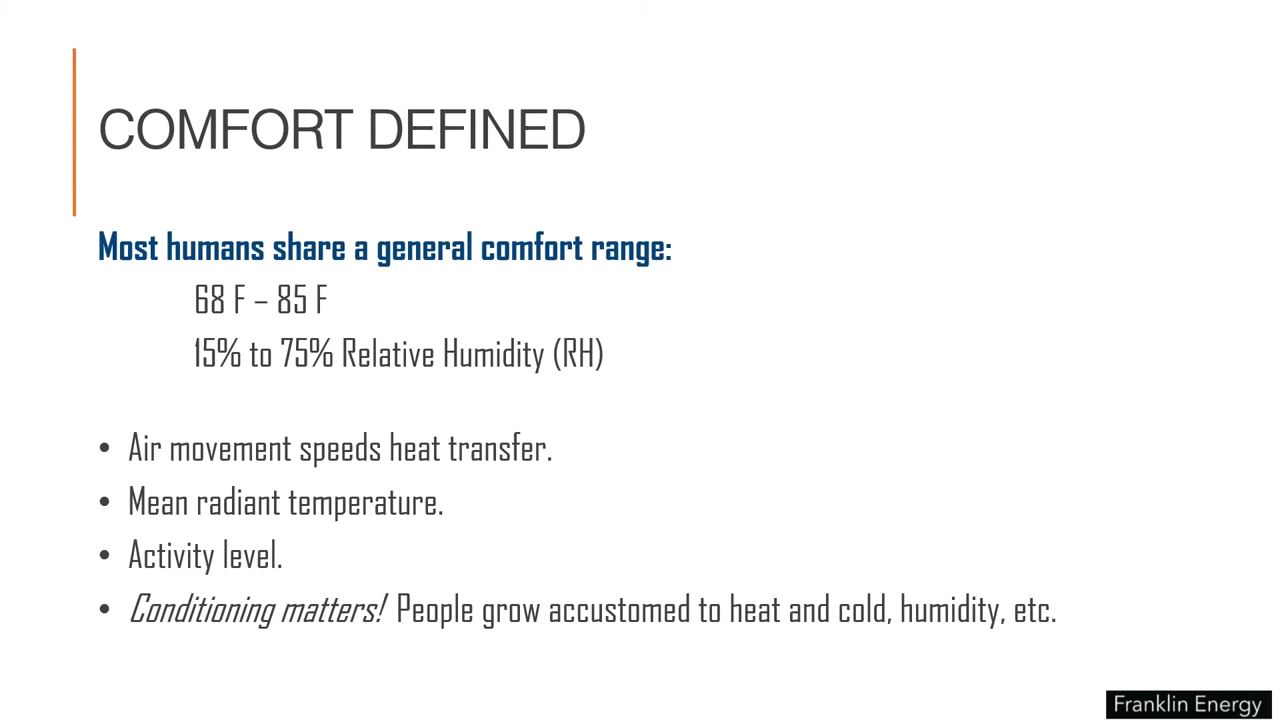 COMFORT DEFINED
Most humans share a general comfort range:
68 F – 85 F
15% to 75% Relative Humidity (RH)
• Air movement speeds heat transfer.
• Mean radiant temperature.
• Activity level.
• Conditioning matters! People grow accustomed to heat and cold, humidity, etc.
Franklin Energy